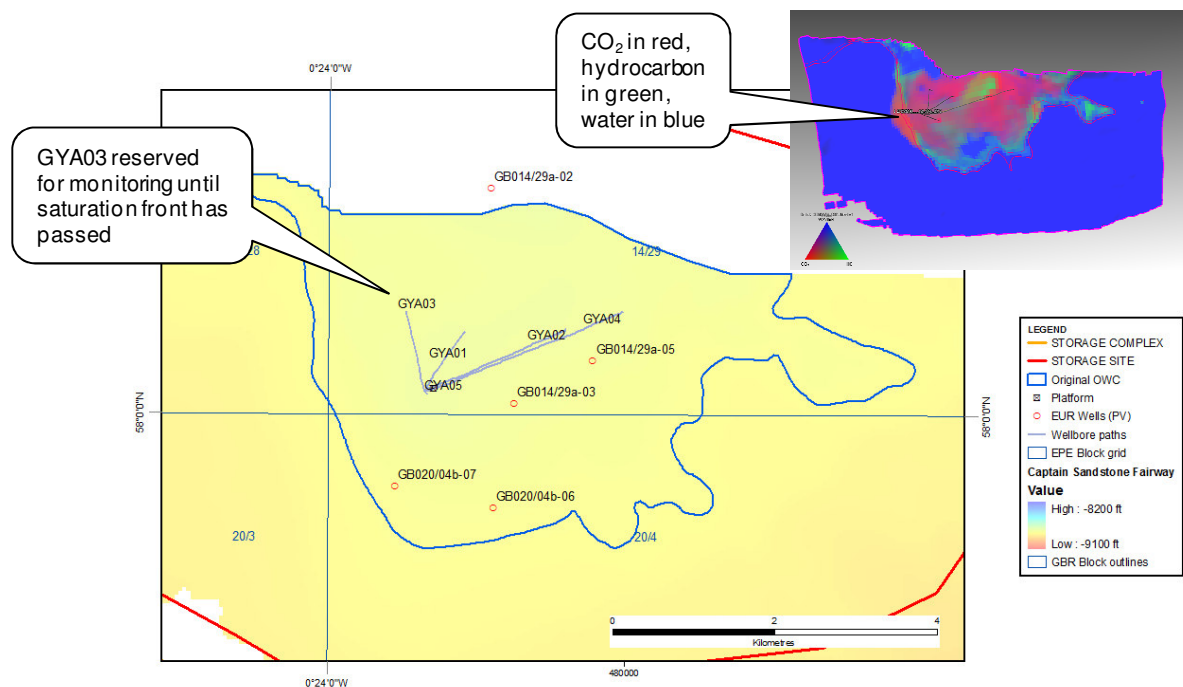 CO₂ in red,
hydrocarbon
in green,
water in blue
0°24'0"W
GYA03 reserved
for monitoring until
saturation front has
passed
GB014/29a-02
14/29
GYA03
GYA04
GYA02
GYA01
GB014/29a-05
GYA05
GB014/29a-03
58°0'0"N
58°0'0"N
GB020/04b-07
GB020/04b-06
20/3
20/4
LEGEND
STORAGE COMPLEX
STORAGE SITE
Original OWC
Platform
EUR Wells (PV)
Wellbore paths
EPE Block grid
Captain Sandstone Fairway
Value
High : -8200 ft
Low : -9100 ft
GBR Block outlines
0 2 4
Kilometres
0°24'0"W
480000